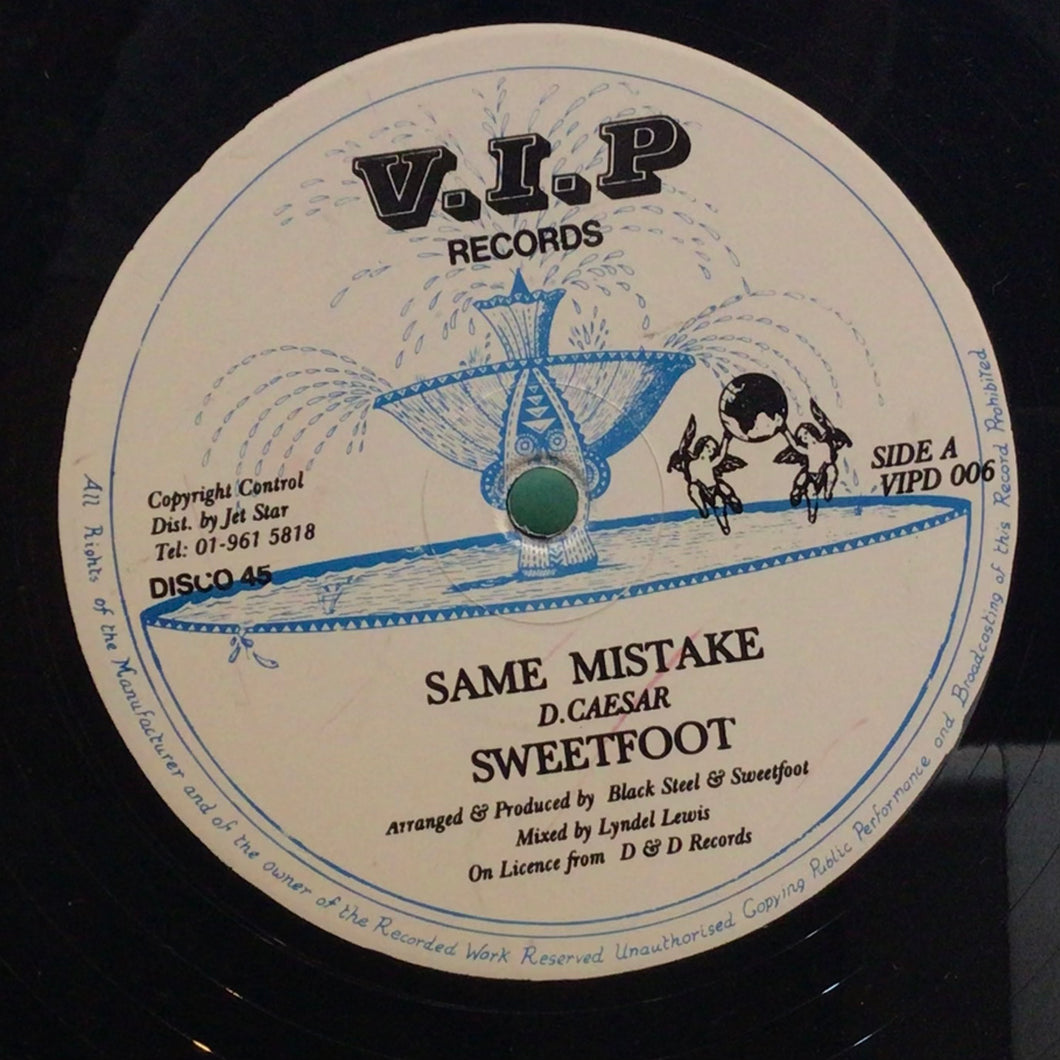 V.I.P
RECORDS
SIDE A
VIPD 006
Copyright Control
Dist. by Jet Star
Tel: 01-961 5818
DISCO 45
SAME MISTAKE
D.CAESAR
SWEETFOOT
Arranged & Produced by Black Steel & Sweetfoot
Mixed by Lyndel Lewis
On Licence from D & D Records
All Rights of the Manufacturer and of the Owner of the Recorded Work Reserved Unauthorised Copying Public Performance and Broadcasting of this Record Prohibited